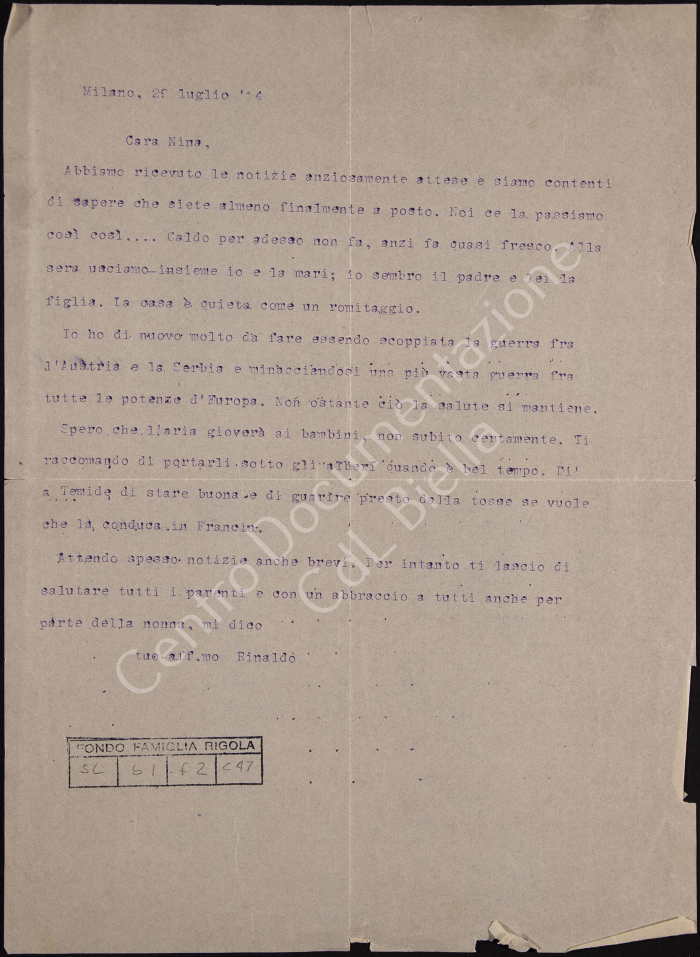 Milano, 29 luglio '14
Cara Nina,
Abbiamo ricevuto le notizie anziosamente attese e siamo contenti
di sapere che siete almeno finalmente a posto. Noi ce la passiamo
così così.... Caldo per adesso non fa, anzi fa quasi fresco. Alla
sera usciamo insieme io e la mari; io sembro il padre e lei la
figlia. La casa è quieta come un romitaggio.
Io ho di nuovo molto da fare essendo scoppiata la guerra fra
l'Austria e la Serbia e minacciandosi una più vasta guerra fra
tutte le potenze d'Europa. Non ostante ciò la salute si mantiene.
Spero che l'aria gioverà ai bambini, non subito certamente. Ti
raccomando di portarli sotto gli alberi quando è bel tempo. Di'
a Temide di stare buona e di guarire presto della tosse se vuole
che la conduca in Francia.
Attendo spesso notizie anche brevi. Per intanto ti lascio di
salutare tutti i parenti e con un abbraccio a tutti anche per
parte della nonna, mi dico
tuo aff.mo Rinaldo
FONDO FAMIGLIA RIGOLA
SL b1 f2 c47
Centro Documentazione
CdL Biella